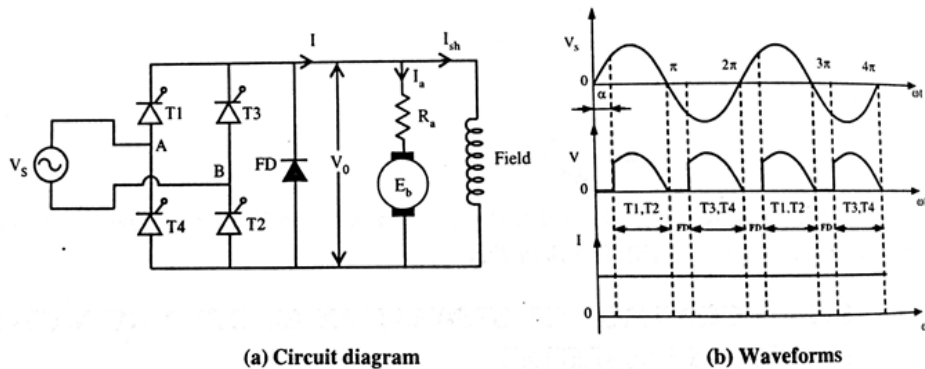 I
I_sh
T1
T3
I_a
R_a
A
B
FD
V_0
V_S
E_b
Field
T4
T2
(a) Circuit diagram
V_s
0
α
π
2π
3π
4π
ωt
V
0
T1,T2
T3,T4
T1,T2
T3,T4
FD
FD
FD
I
0
(b) Waveforms